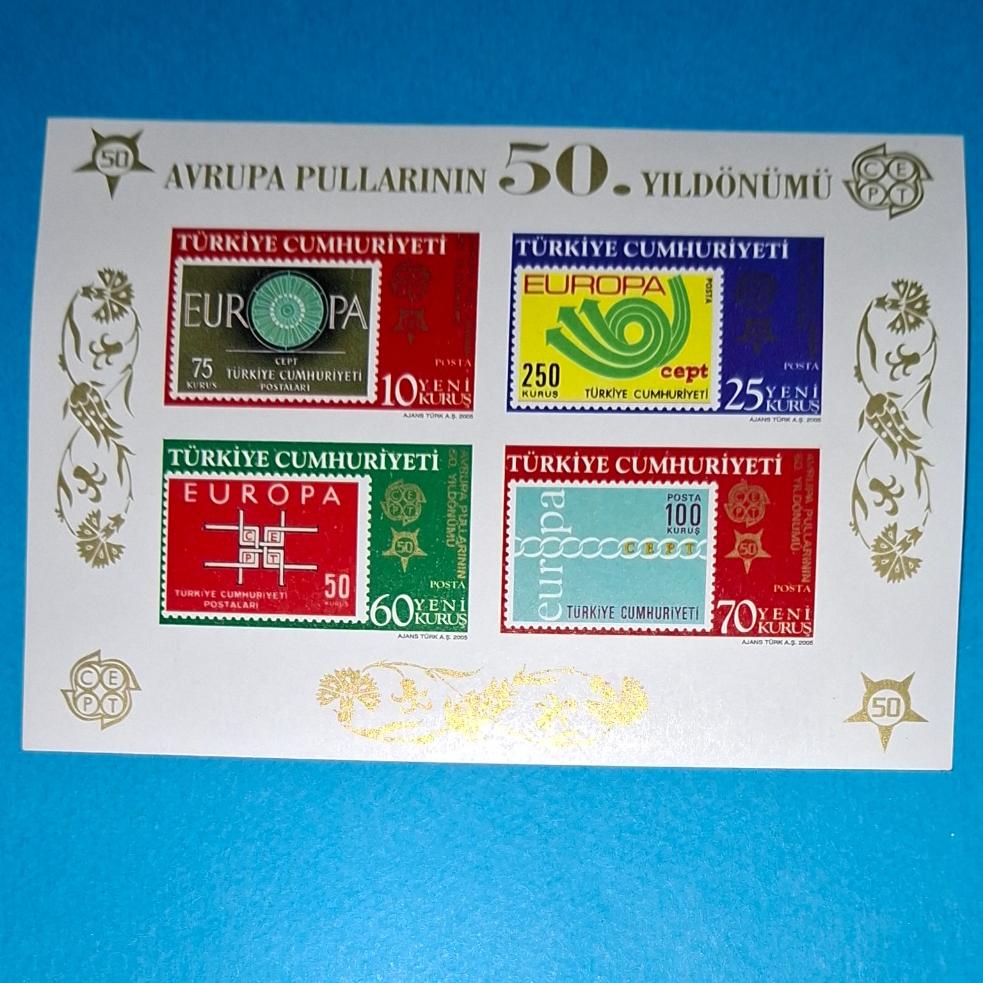 50
AVRUPA PULLARININ 50. YILDÖNÜMÜ
CEPT
TÜRKİYE CUMHURİYETİ
EUROPA
CEPT
75
KURUŞ
TÜRKİYE CUMHURİYETİ
POSTALARI
POSTA
10 YENİ
KURUŞ
AJANS TÜRK A.Ş. 2005
TÜRKİYE CUMHURİYETİ
EUROPA
POSTA
cept
250
KURUŞ
TÜRKİYE CUMHURİYETİ
POSTA
25 YENİ
KURUŞ
AJANS TÜRK A.Ş. 2005
TÜRKİYE CUMHURİYETİ
EUROPA
CEPT
50
KURUŞ
TÜRKİYE CUMHURİYETİ
POSTALARI
AVRUPA PULLARININ
50. YILDÖNÜMÜ
CEPT
50
POSTA
60 YENİ
KURUŞ
AJANS TÜRK A.Ş. 2005
TÜRKİYE CUMHURİYETİ
europa
POSTA
100
KURUŞ
CEPT
TÜRKİYE CUMHURİYETİ
AVRUPA PULLARININ
50. YILDÖNÜMÜ
CEPT
50
POSTA
70 YENİ
KURUŞ
AJANS TÜRK A.Ş. 2005
CEPT
50